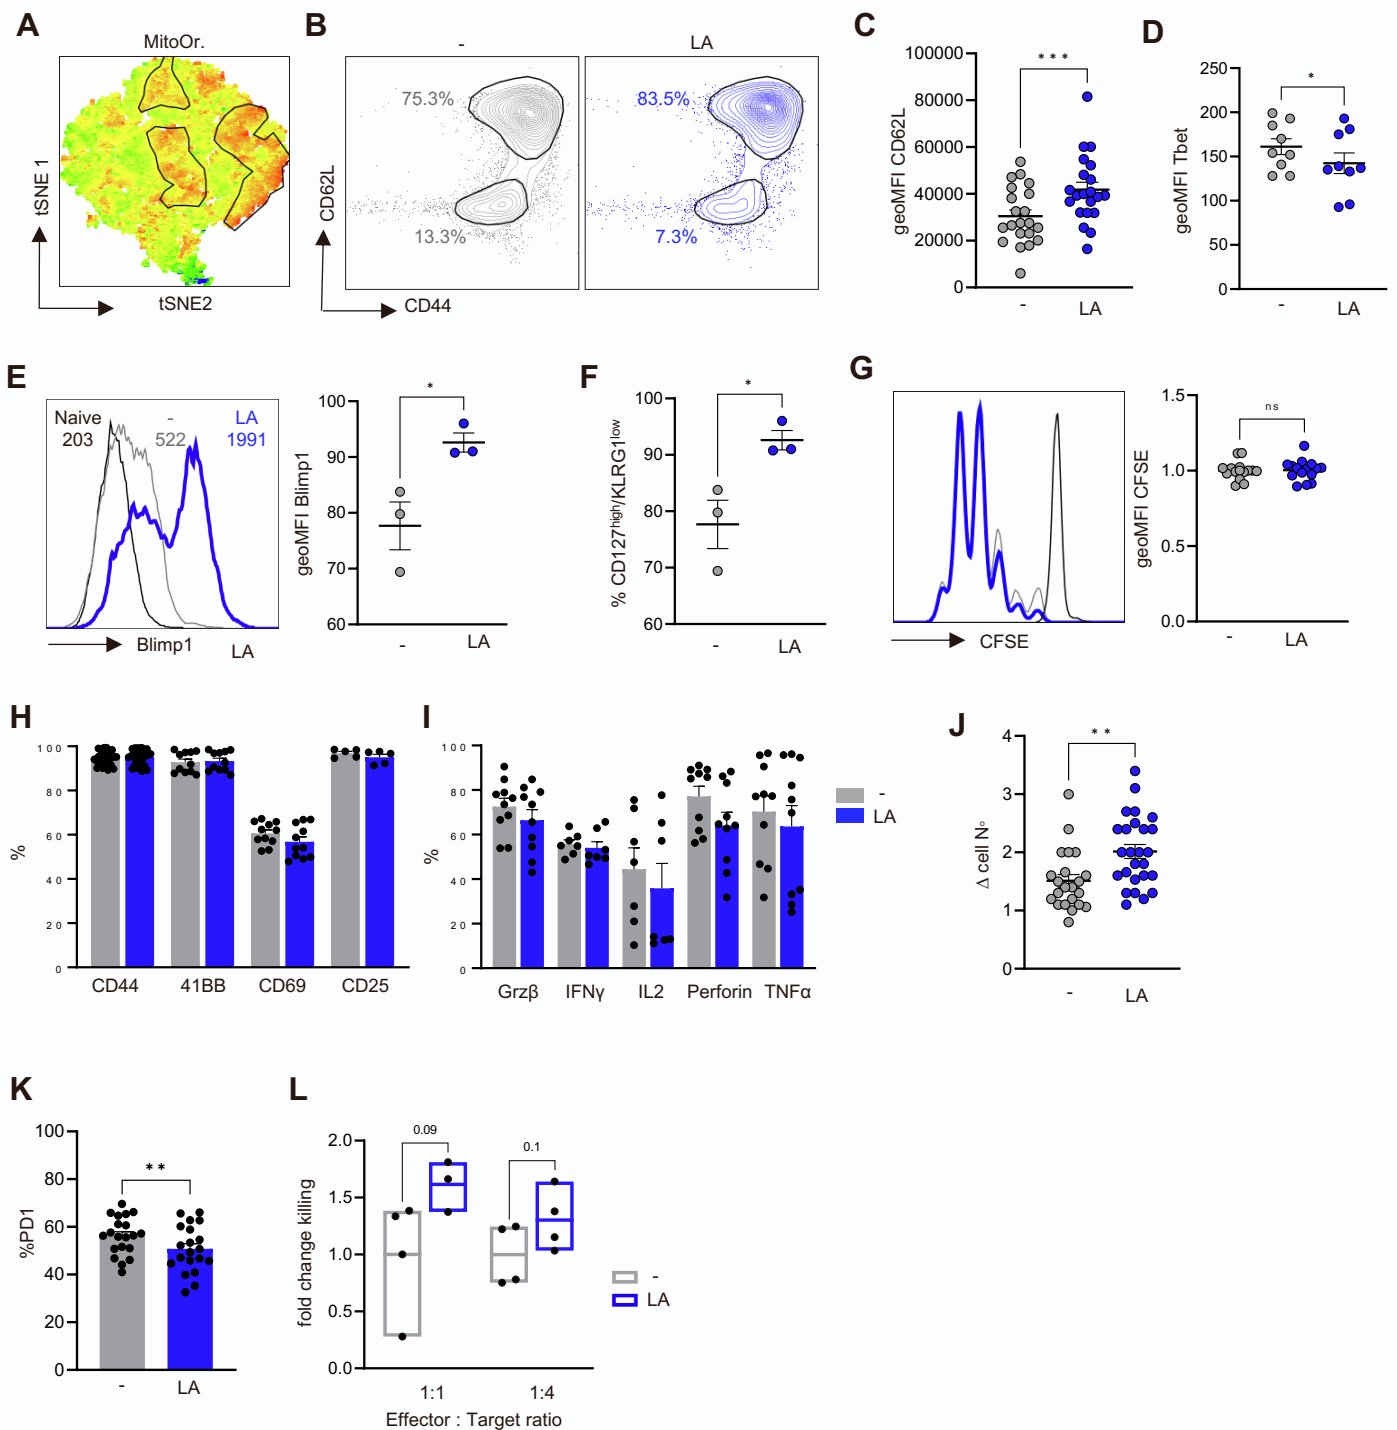 A
MitoOr.
tSNE 1
tSNE2
B
-
LA
75.3%
13.3%
83.5%
7.3%
CD62L
CD44
C
geoMFI CD62L
100000
80000
60000
40000
20000
0
***
-
LA
D
geoMFI Tbet
250
200
150
100
50
0
*
-
LA
E
Naive
203
-
522
LA
1991
Blimp1
LA
geoMFI Blimp1
100
90
80
70
60
*
-
LA
F
% CD127high/KLRG1low
100
90
80
70
60
*
-
LA
G
CFSE
geoMFI CFSE
1.5
1.0
0.5
0.0
ns
-
LA
H
%
100
80
60
40
20
0
CD44
41BB
CD69
CD25
I
%
100
80
60
40
20
0
Grzβ
IFNγ
IL2
Perforin
TNFα
-
LA
J
Δ cell N°
4
3
2
1
0
**
-
LA
K
%PD1
100
80
60
40
20
0
**
-
LA
L
fold change killing
2.0
1.5
1.0
0.5
0.0
0.09
0.1
1:1
1:4
Effector : Target ratio
-
LA